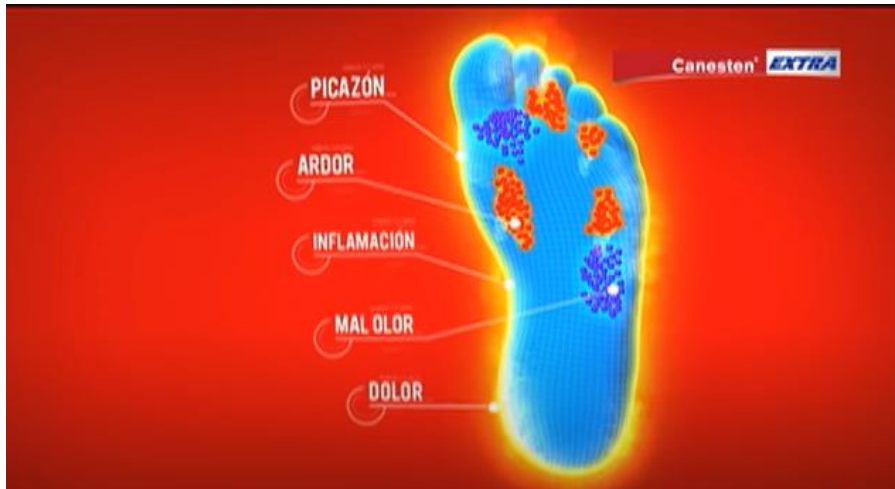 Canesten® EXTRA
PICAZÓN
ARDOR
INFLAMACIÓN
MAL OLOR
DOLOR